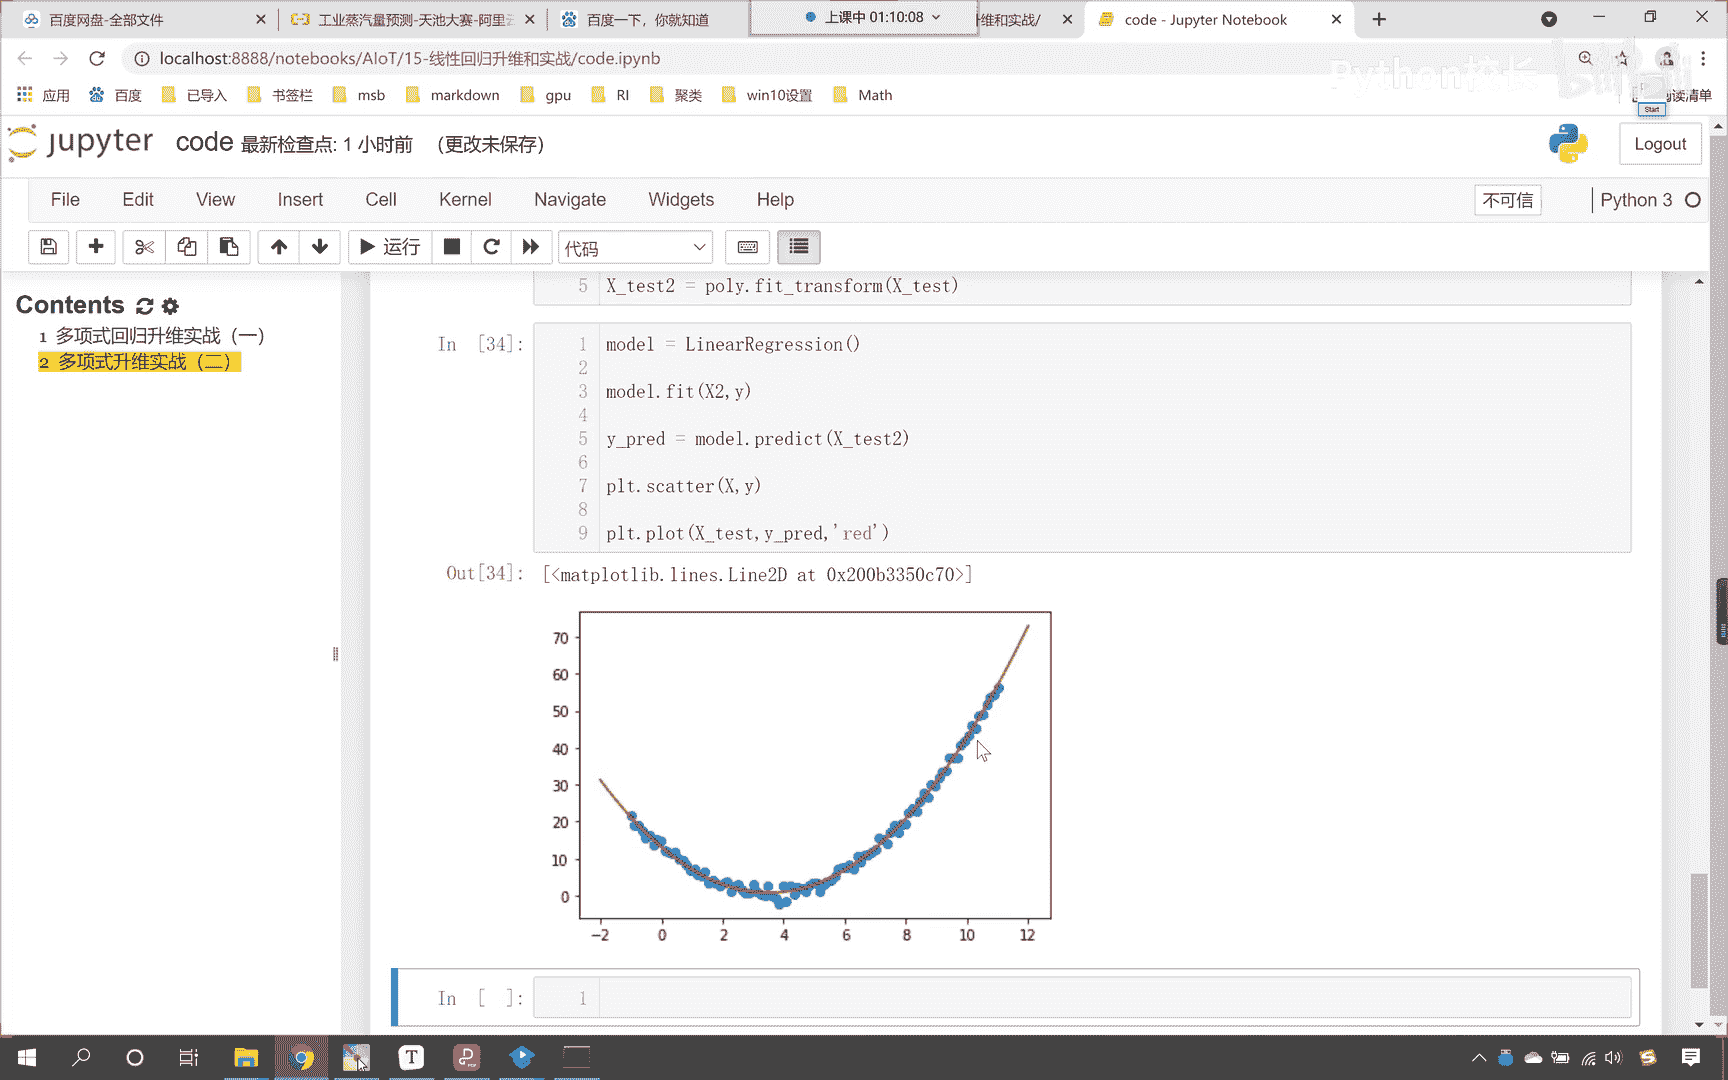 百度网盘-全部文件
工业蒸汽量预测-天池大赛-阿里云
百度一下，你就知道
上课中 01:10:08
维和实战/
code - Jupyter Notebook
localhost:8888/notebooks/AIoT/15-线性回归升维和实战/code.ipynb
应用 百度 已导入 书签栏 msb markdown gpu RI 聚类 win10设置 Math 阅读清单
Start
jupyter code 最新检查点: 1 小时前 (更改未保存)
Logout
File Edit View Insert Cell Kernel Navigate Widgets Help 不可信 Python 3
运行 代码
Contents
1 多项式回归升维实战（一）
2 多项式升维实战（二）
5 X_test2 = poly.fit_transform(X_test)
In [34]:
1 model = LinearRegression()
2
3 model.fit(X2,y)
4
5 y_pred = model.predict(X_test2)
6
7 plt.scatter(X,y)
8
9 plt.plot(X_test,y_pred,'red')
Out[34]: [<matplotlib.lines.Line2D at 0x200b3350c70>]
70
60
50
40
30
20
10
0
−2 0 2 4 6 8 10 12
In [ ]: 1